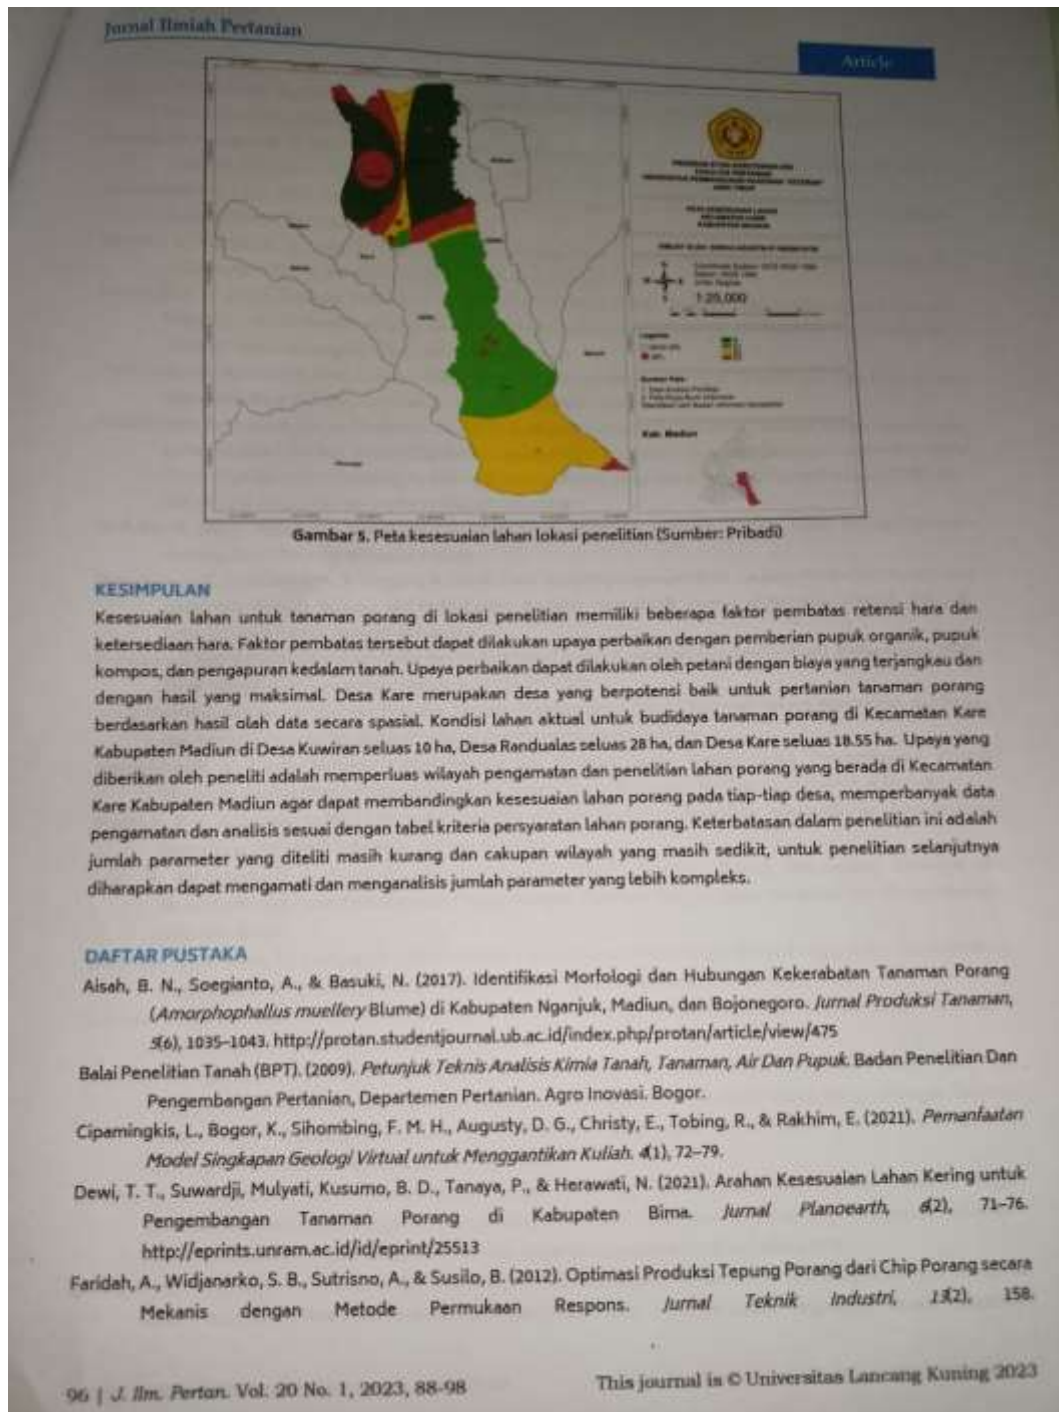 Jurnal Ilmiah Pertanian
Article
1:25,000
Kab. Madiun
Gambar 5. Peta kesesuaian lahan lokasi penelitian (Sumber: Pribadi)
KESIMPULAN
Kesesuaian lahan untuk tanaman porang di lokasi penelitian memiliki beberapa faktor pembatas retensi hara dan
ketersediaan hara. Faktor pembatas tersebut dapat dilakukan upaya perbaikan dengan pemberian pupuk organik, pupuk
kompos, dan pengapuran kedalam tanah. Upaya perbaikan dapat dilakukan oleh petani dengan biaya yang terjangkau dan
dengan hasil yang maksimal. Desa Kare merupakan desa yang berpotensi baik untuk pertanian tanaman porang
berdasarkan hasil olah data secara spasial. Kondisi lahan aktual untuk budidaya tanaman porang di Kecamatan Kare
Kabupaten Madiun di Desa Kuwiran seluas 10 ha, Desa Randualas seluas 28 ha, dan Desa Kare seluas 18.55 ha. Upaya yang
diberikan oleh peneliti adalah memperluas wilayah pengamatan dan penelitian lahan porang yang berada di Kecamatan
Kare Kabupaten Madiun agar dapat membandingkan kesesuaian lahan porang pada tiap-tiap desa, memperbanyak data
pengamatan dan analisis sesuai dengan tabel kriteria persyaratan lahan porang. Keterbatasan dalam penelitian ini adalah
jumlah parameter yang diteliti masih kurang dan cakupan wilayah yang masih sedikit, untuk penelitian selanjutnya
diharapkan dapat mengamati dan menganalisis jumlah parameter yang lebih kompleks.
DAFTAR PUSTAKA
Aisah, B. N., Soegianto, A., & Basuki, N. (2017). Identifikasi Morfologi dan Hubungan Kekerabatan Tanaman Porang
(Amorphophallus muellery Blume) di Kabupaten Nganjuk, Madiun, dan Bojonegoro. Jurnal Produksi Tanaman,
5(6), 1035–1043. http://protan.studentjournal.ub.ac.id/index.php/protan/article/view/475
Balai Penelitian Tanah (BPT). (2009). Petunjuk Teknis Analisis Kimia Tanah, Tanaman, Air Dan Pupuk. Badan Penelitian Dan
Pengembangan Pertanian, Departemen Pertanian. Agro Inovasi. Bogor.
Cipamingkis, L., Bogor, K., Sihombing, F. M. H., Augusty, D. G., Christy, E., Tobing, R., & Rakhim, E. (2021). Pemanfaatan
Model Singkapan Geologi Virtual untuk Menggantikan Kuliah. 4(1), 72–79.
Dewi, T. T., Suwardji, Mulyati, Kusumo, B. D., Tanaya, P., & Herawati, N. (2021). Arahan Kesesuaian Lahan Kering untuk
Pengembangan Tanaman Porang di Kabupaten Bima. Jurnal Planoearth, 6(2), 71–76.
http://eprints.unram.ac.id/id/eprint/25513
Faridah, A., Widjanarko, S. B., Sutrisno, A., & Susilo, B. (2012). Optimasi Produksi Tepung Porang dari Chip Porang secara
Mekanis dengan Metode Permukaan Respons. Jurnal Teknik Industri, 13(2), 158.
96 | J. Ilm. Pertan. Vol. 20 No. 1, 2023, 88-98
This journal is © Universitas Lancang Kuning 2023